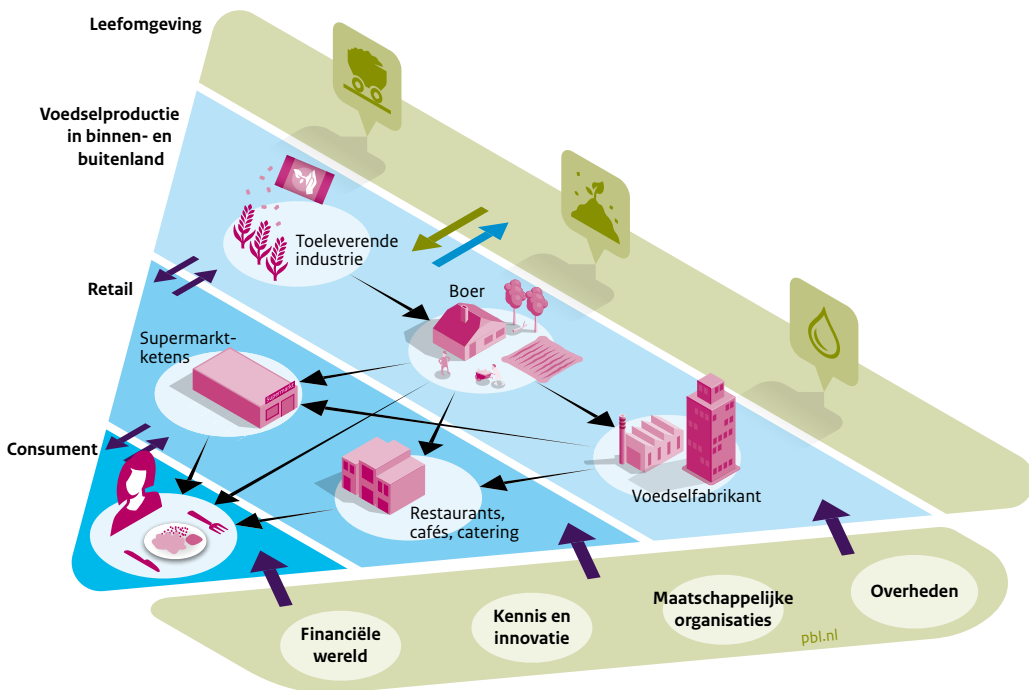 Leefomgeving
Voedselproductie
in binnen- en
buitenland
Toeleverende
industrie
Retail
Boer
Supermarkt-
ketens
Supermarkt
Consument
Voedselfabrikant
Restaurants,
cafés, catering
Financiële
wereld
Kennis en
innovatie
Maatschappelijke
organisaties
Overheden
pbl.nl